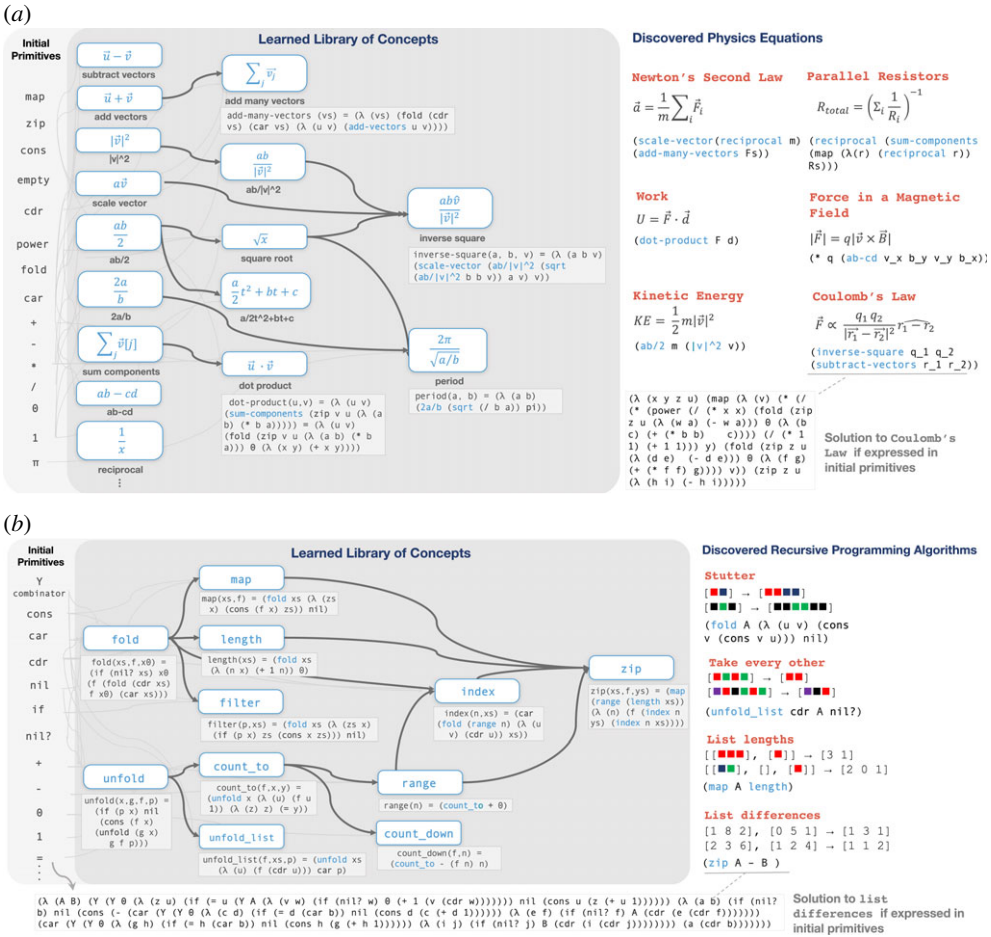 (a)
Initial
Primitives
map
zip
cons
empty
cdr
power
fold
car
+
-
*
/
0
1
π
Learned Library of Concepts
u⃗ − v⃗
subtract vectors
u⃗ + v⃗
add vectors
|v⃗|²
|v|^2
av⃗
scale vector
ab/2
ab/2
2a/b
2a/b
∑ⱼ v⃗[j]
sum components
ab − cd
ab-cd
1/x
reciprocal
⋮
∑ⱼ v⃗ⱼ
add many vectors
add-many-vectors (vs) = (λ (vs) (fold (cdr
vs) (car vs) (λ (u v) (add-vectors u v))))
ab/|v⃗|²
ab/|v|^2
√x
square root
a/2 t² + bt + c
a/2t^2+bt+c
u⃗ · v⃗
dot product
dot-product(u,v) = (λ (u v)
(sum-components (zip v u (λ (a
b) (* b a))))) = (λ (u v)
(fold (zip v u (λ (a b) (* b
a))) 0 (λ (x y) (+ x y))))
abv̂/|v⃗|²
inverse square
inverse-square(a, b, v) = (λ (a b v)
(scale-vector (ab/|v|^2 (sqrt
(ab/|v|^2 b b v)) a v) v))
2π/√(a/b)
period
period(a, b) = (λ (a b)
(2a/b (sqrt (/ b a)) pi))
Discovered Physics Equations
Newton's Second Law
a⃗ = 1/m ∑ᵢ F⃗ᵢ
(scale-vector(reciprocal m)
(add-many-vectors Fs))
Parallel Resistors
R_total = (Σᵢ 1/Rᵢ)⁻¹
(reciprocal (sum-components
(map (λ(r) (reciprocal r))
Rs)))
Work
U = F⃗ · d⃗
(dot-product F d)
Force in a Magnetic
Field
|F⃗| = q|v⃗ × B⃗|
(* q (ab-cd v_x b_y v_y b_x))
Kinetic Energy
KE = 1/2 m|v⃗|²
(ab/2 m (|v|^2 v))
Coulomb's Law
F⃗ ∝ q₁ q₂/|r₁⃗ − r₂⃗|² r₁ − r₂
(inverse-square q_1 q_2
(subtract-vectors r_1 r_2))
(λ (x y z u) (map (λ (v) (* (/
(* (power (/ (* x x) (fold (zip
z u (λ (w a) (- w a))) 0 (λ (b
c) (+ (* b b) c)))) (/ (* 1
1) (+ 1 1))) y) (fold (zip z u
(λ (d e) (- d e))) 0 (λ (f g)
(+ (* f f) g)))) v)) (zip z u
(λ (h i) (- h i)))))
Solution to Coulomb's
Law if expressed in
initial primitives
(b)
Initial
Primitives
Y
combinator
cons
car
cdr
nil
if
nil?
+
-
0
1
=
⋮
Learned Library of Concepts
fold
fold(xs,f,x0) =
(if (nil? xs) x0
(f (fold (cdr xs)
f x0) (car xs)))
unfold
unfold(x,g,f,p) =
(if (p x) nil
(cons (f x)
(unfold (g x)
g f p)))
map
map(xs,f) = (fold xs (λ (zs
x) (cons (f x) zs)) nil)
length
length(xs) = (fold xs
(λ (n x) (+ 1 n)) 0)
filter
filter(p,xs) = (fold xs (λ (zs x)
(if (p x) zs (cons x zs))) nil)
count_to
count_to(f,x,y) =
(unfold x (λ (u) (f u
1)) (λ (z) z) (= y))
unfold_list
unfold_list(f,xs,p) = (unfold xs
(λ (u) (f (cdr u))) car p)
index
index(n,xs) = (car
(fold (range n) (λ (u
v) (cdr u)) xs))
range
range(n) = (count_to + 0)
count_down
count_down(f,n) =
(count_to - (f n) n)
zip
zip(xs,f,ys) = (map
(range (length xs))
(λ (n) (f (index n
ys) (index n xs))))
Discovered Recursive Programming Algorithms
Stutter
[ ] → [ ]
[ ] → [ ]
(fold A (λ (u v) (cons
v (cons v u))) nil)
Take every other
[ ] → [ ]
[ ] → [ ]
(unfold_list cdr A nil?)
List lengths
[[ ], [ ]] → [3 1]
[[ ], [], [ ]] → [2 0 1]
(map A length)
List differences
[1 8 2], [0 5 1] → [1 3 1]
[2 3 6], [1 2 4] → [1 1 2]
(zip A - B )
(λ (A B) (Y (Y 0 (λ (z u) (if (= u (Y A (λ (v w) (if (nil? w) 0 (+ 1 (v (cdr w))))))) nil (cons u (z (+ u 1)))))) (λ (a b) (if (nil?
b) nil (cons (- (car (Y (Y 0 (λ (c d) (if (= d (car b)) nil (cons d (c (+ d 1)))))) (λ (e f) (if (nil? f) A (cdr (e (cdr f)))))))
(car (Y (Y 0 (λ (g h) (if (= h (car b)) nil (cons h (g (+ h 1)))))) (λ (i j) (if (nil? j) B (cdr (i (cdr j)))))))) (a (cdr b)))))))
Solution to list
differences if expressed in
initial primitives